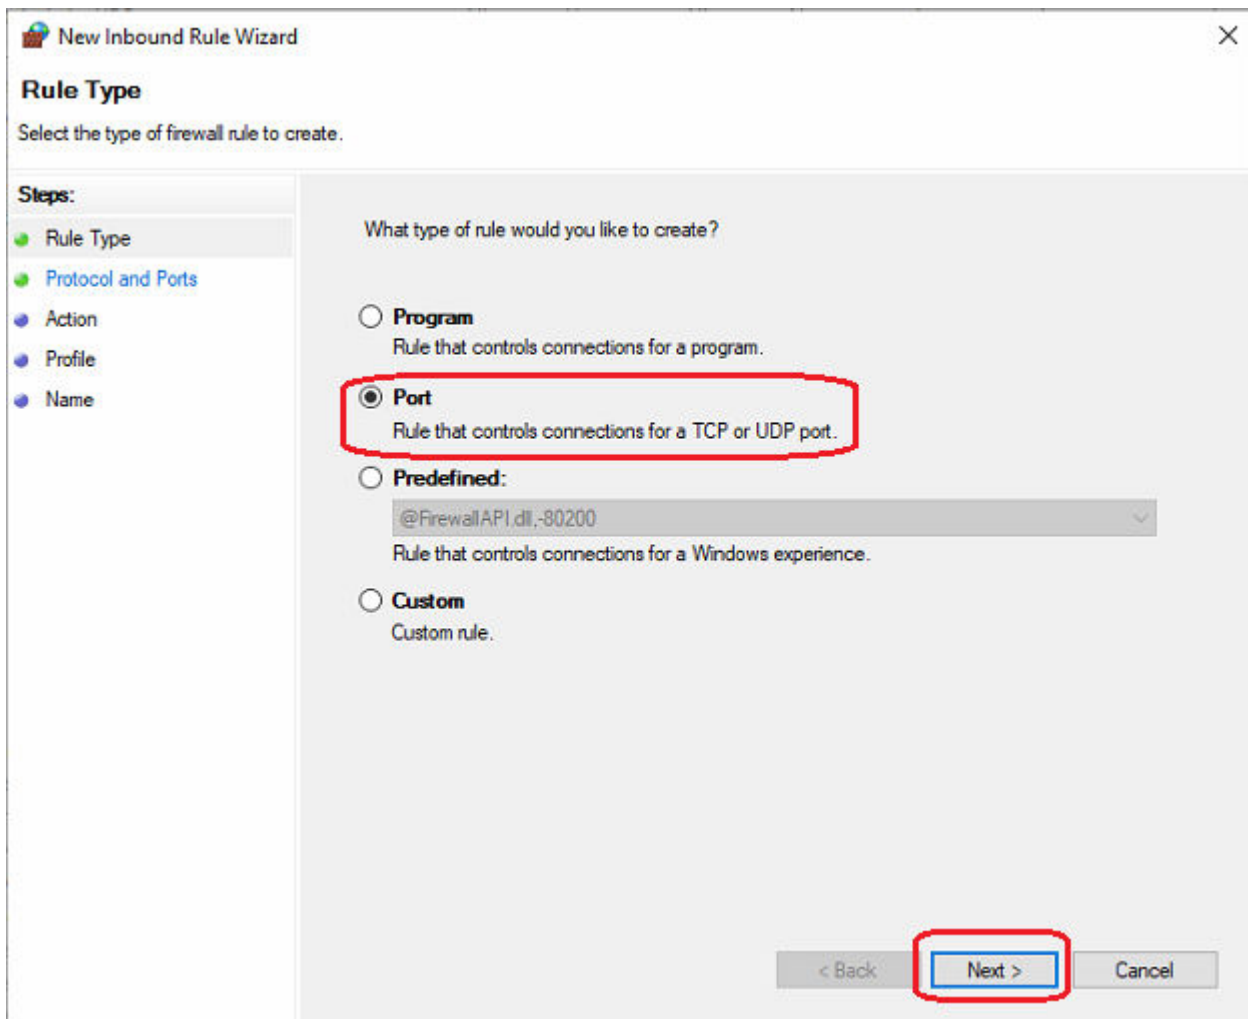 New Inbound Rule Wizard
Rule Type
Select the type of firewall rule to create.
Steps:
Rule Type
Protocol and Ports
Action
Profile
Name
What type of rule would you like to create?
Program
Rule that controls connections for a program.
Port
Rule that controls connections for a TCP or UDP port.
Predefined:
@FirewallAPI.dll,-80200
Rule that controls connections for a Windows experience.
Custom
Custom rule.
< Back
Next >
Cancel